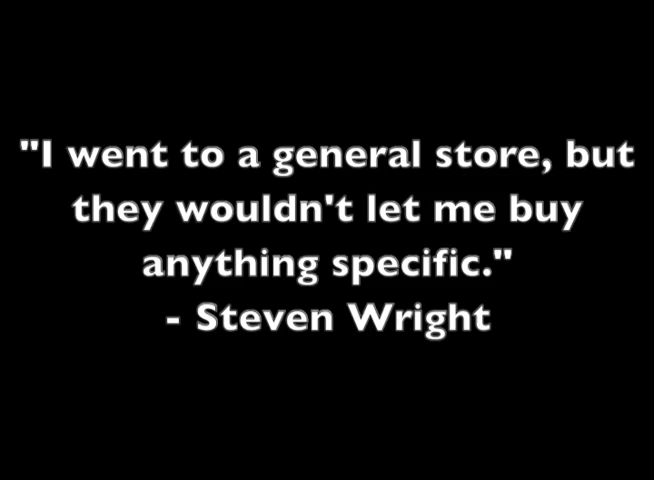 "I went to a general store, but
they wouldn't let me buy
anything specific."
- Steven Wright